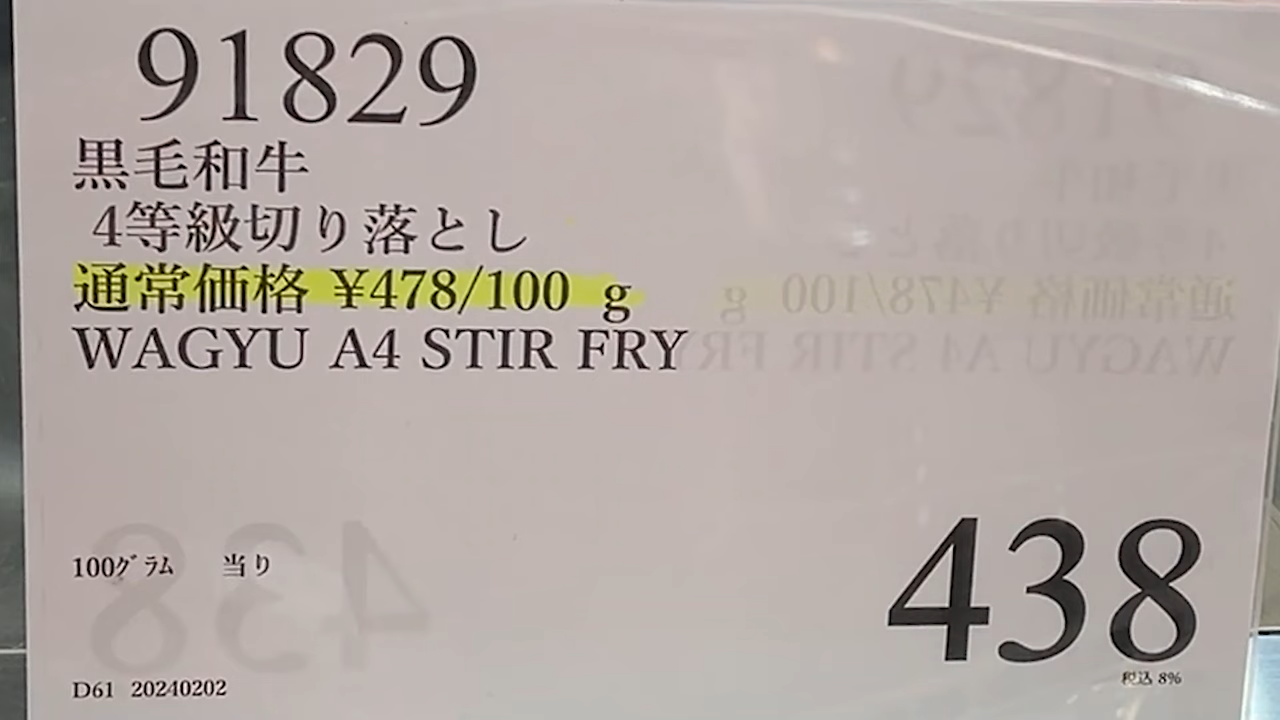 91829
黒毛和牛
4等級切り落とし
通常価格 ¥478/100 g
WAGYU A4 STIR FRY
100グラム 当り
438
税込 8%
D61 20240202